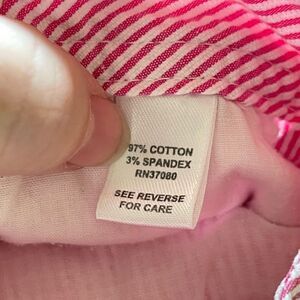 97% COTTON
3% SPANDEX
RN37080
SEE REVERSE
FOR CARE